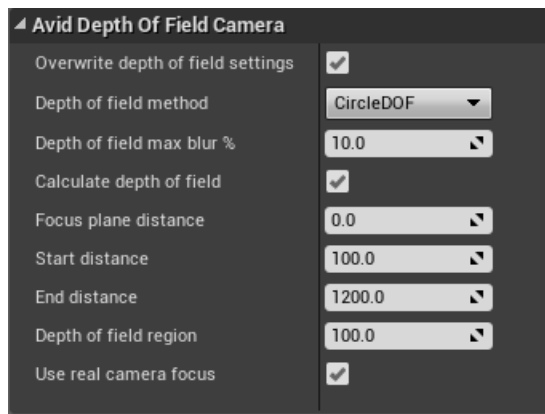 Avid Depth Of Field Camera
Overwrite depth of field settings
Depth of field method CircleDOF
Depth of field max blur % 10.0
Calculate depth of field
Focus plane distance 0.0
Start distance 100.0
End distance 1200.0
Depth of field region 100.0
Use real camera focus